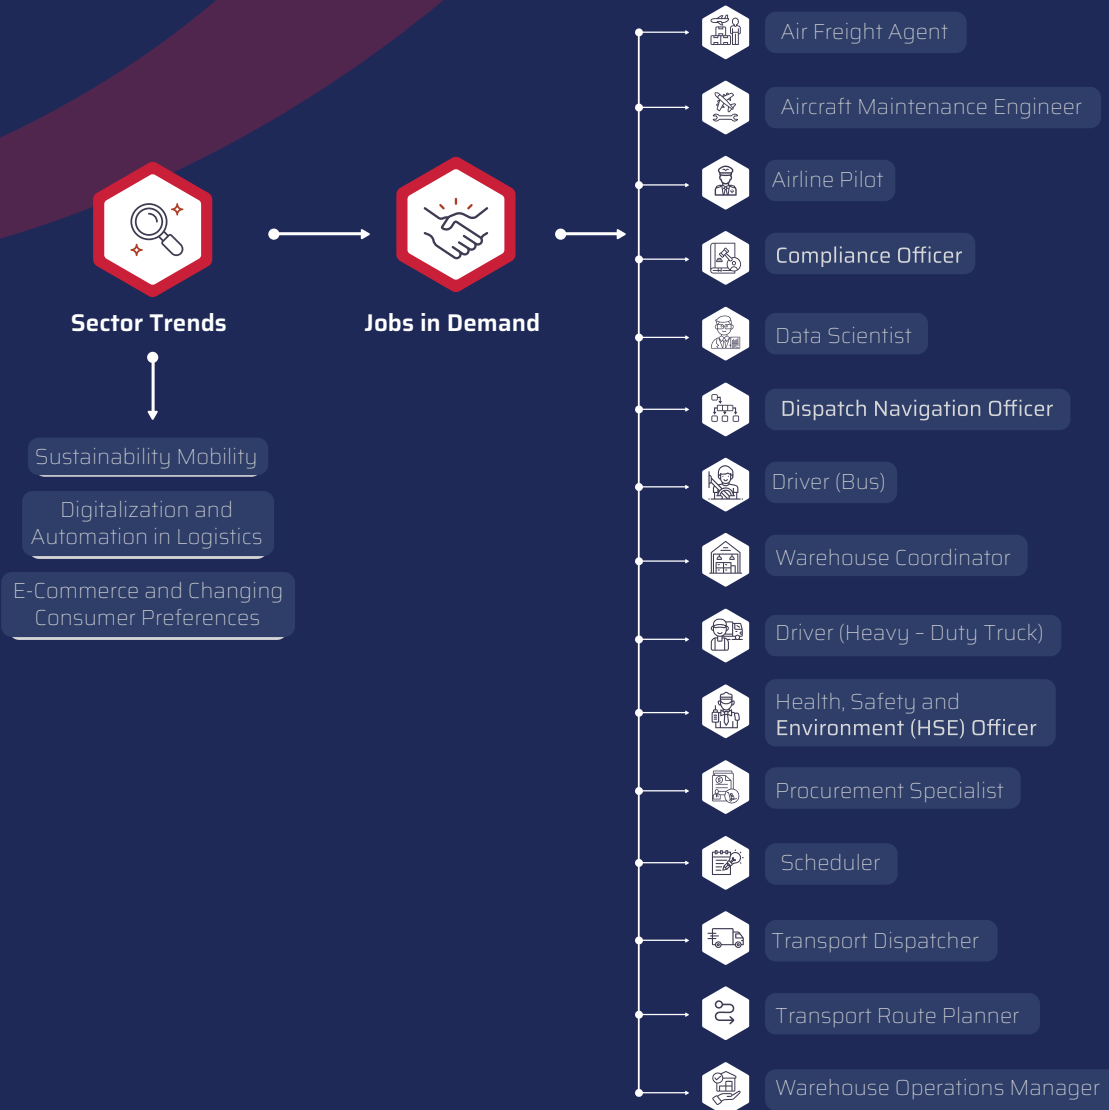 Sector Trends
Jobs in Demand
Sustainability Mobility
Digitalization and
Automation in Logistics
E-Commerce and Changing
Consumer Preferences
Air Freight Agent
Aircraft Maintenance Engineer
Airline Pilot
Compliance Officer
Data Scientist
Dispatch Navigation Officer
Driver (Bus)
Warehouse Coordinator
Driver (Heavy – Duty Truck)
Health, Safety and
Environment (HSE) Officer
Procurement Specialist
Scheduler
Transport Dispatcher
Transport Route Planner
Warehouse Operations Manager